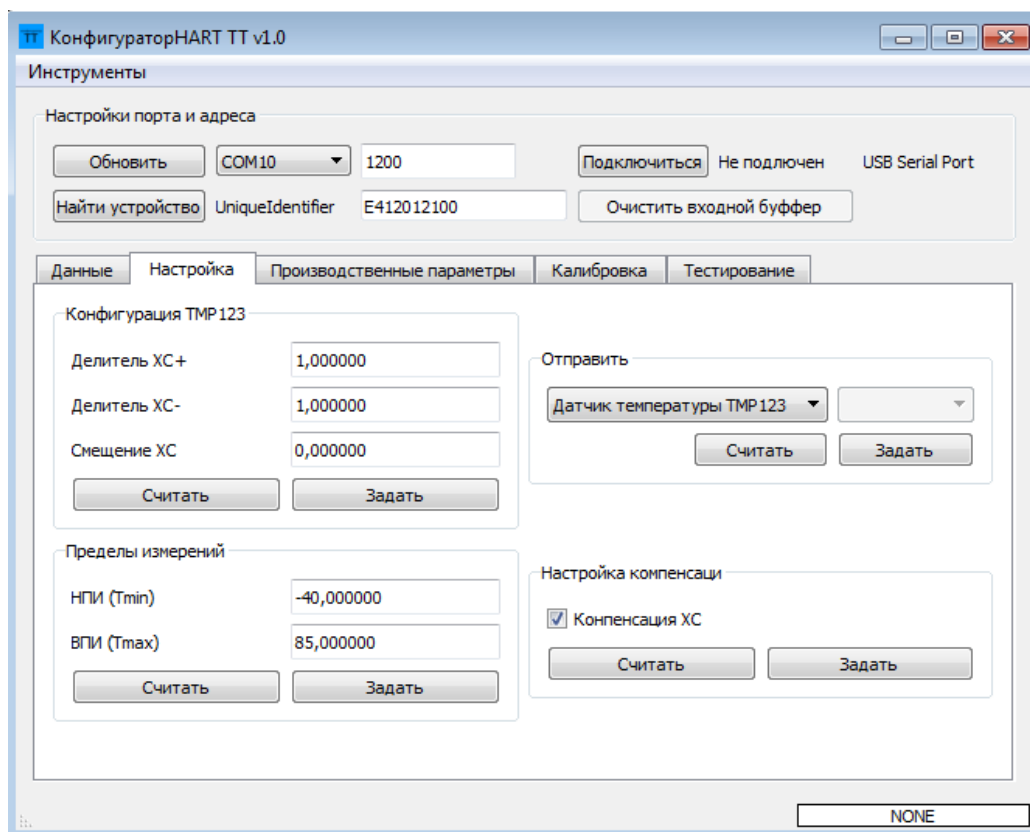 TT КонфигураторHART TT v1.0
Инструменты
Настройки порта и адреса
Обновить COM10 1200 Подключиться Не подлючен USB Serial Port
Найти устройство UniqueIdentifier E412012100 Очистить входной буффер
Данные Настройка Производственные параметры Калибровка Тестирование
Конфигурация TMP123
Делитель ХС+ 1,000000
Делитель ХС- 1,000000
Смещение ХС 0,000000
Считать Задать
Отправить
Датчик температуры TMP123
Считать Задать
Пределы измерений
НПИ (Tmin) -40,000000
ВПИ (Tmax) 85,000000
Считать Задать
Настройка компенсаци
Конпенсация ХС
Считать Задать
NONE